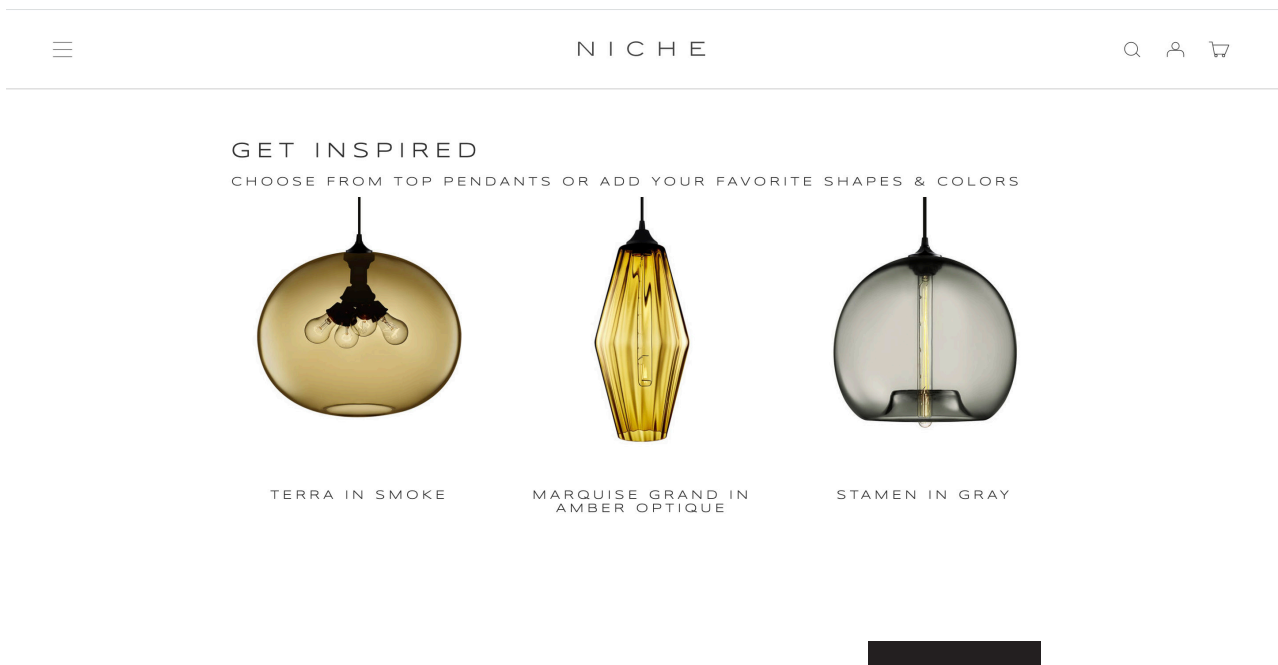 NICHE
GET INSPIRED
CHOOSE FROM TOP PENDANTS OR ADD YOUR FAVORITE SHAPES & COLORS
TERRA IN SMOKE
MARQUISE GRAND IN
AMBER OPTIQUE
STAMEN IN GRAY